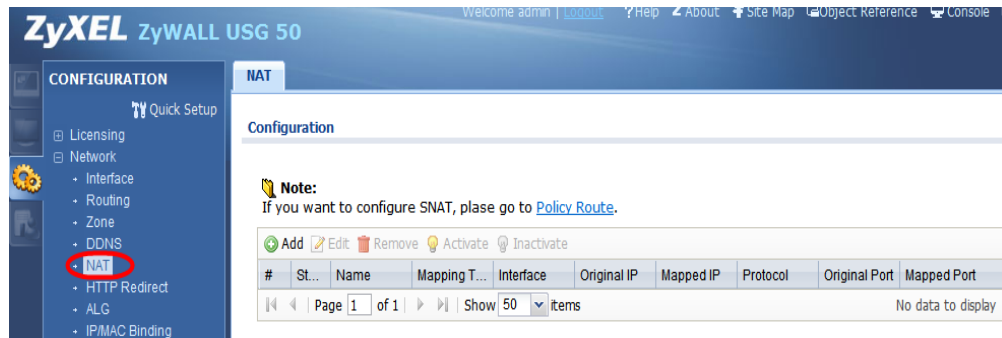 Welcome admin | Logout ?Help Z About Site Map Object Reference Console
ZyXEL ZyWALL USG 50
CONFIGURATION
Quick Setup
Licensing
Network
Interface
Routing
Zone
DDNS
NAT
HTTP Redirect
ALG
IP/MAC Binding
NAT
Configuration
Note:
If you want to configure SNAT, plase go to Policy Route.
Add Edit Remove Activate Inactivate
# St... Name Mapping T... Interface Original IP Mapped IP Protocol Original Port Mapped Port
Page 1 of 1 Show 50 items No data to display